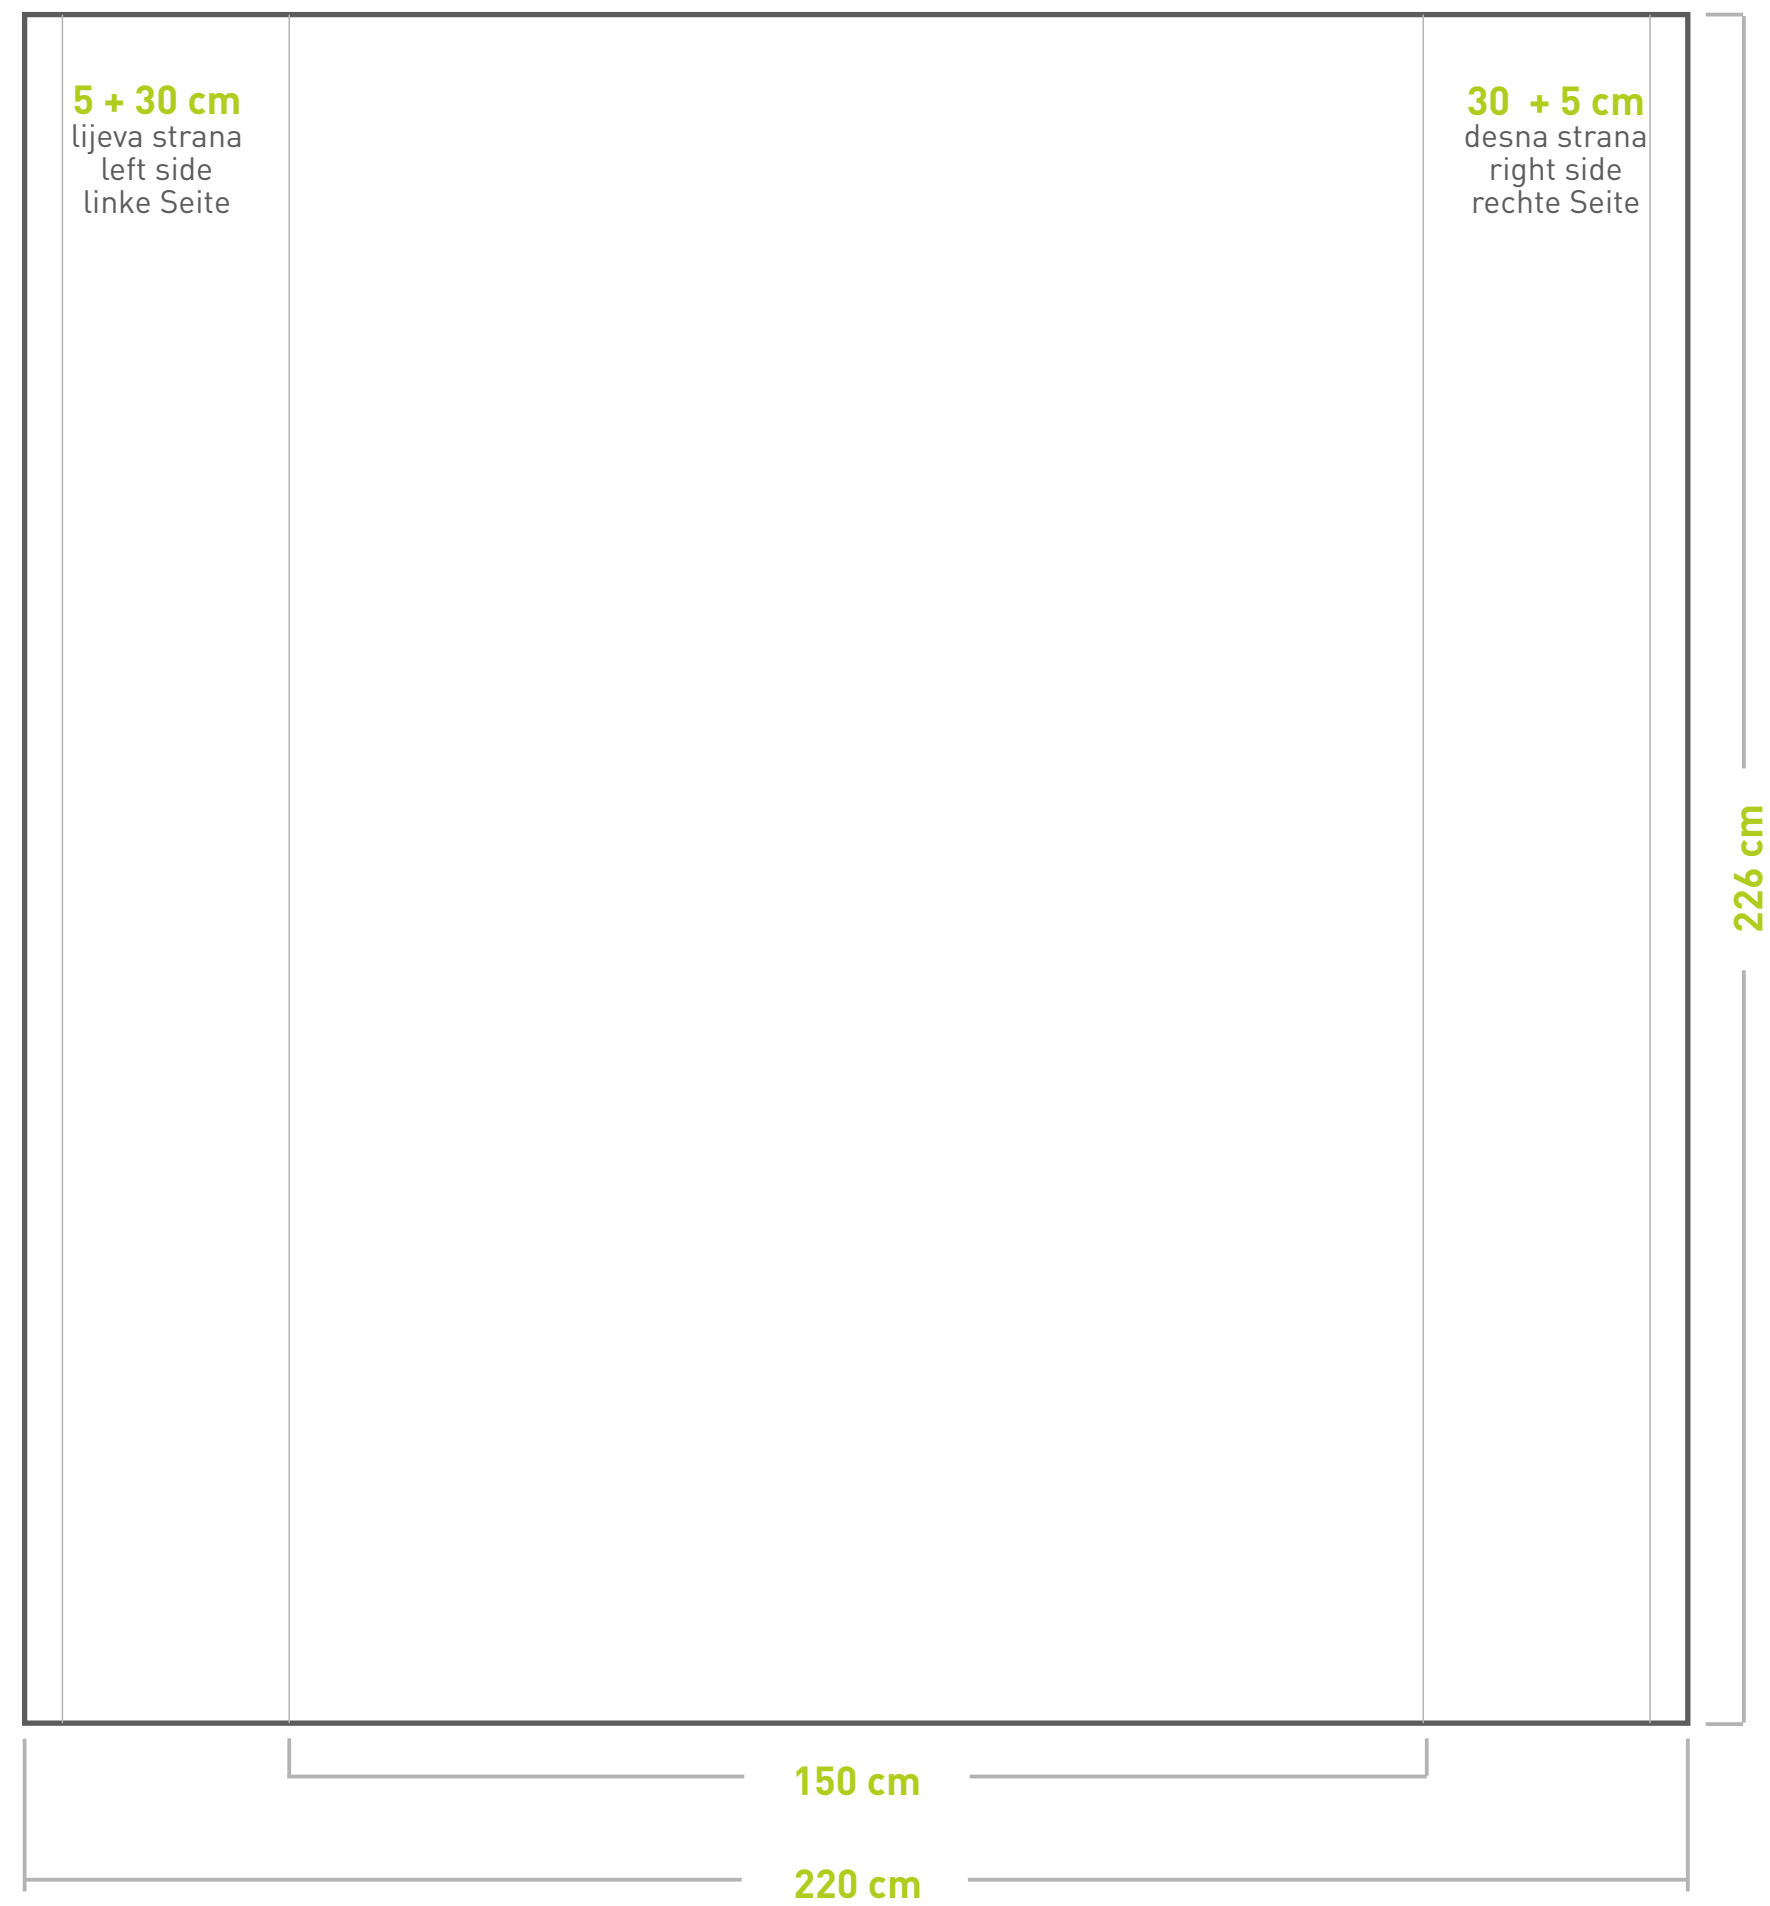 5 + 30 cm
lijeva strana
left side
linke Seite
30 + 5 cm
desna strana
right side
rechte Seite
226 cm
150 cm
220 cm